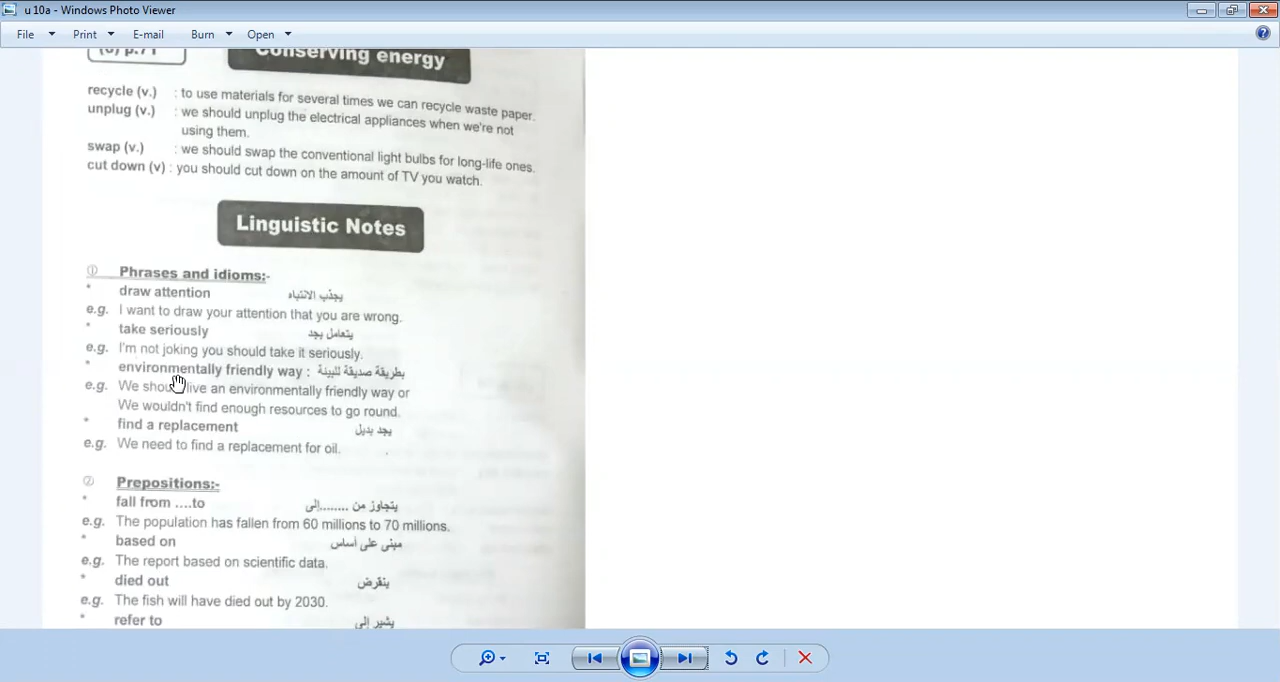 u 10a - Windows Photo Viewer
File Print E-mail Burn Open
(6) p.71
Conserving energy
recycle (v.) : to use materials for several times we can recycle waste paper.
unplug (v.) : we should unplug the electrical appliances when we're not
using them.
swap (v.) : we should swap the conventional light bulbs for long-life ones.
cut down (v) : you should cut down on the amount of TV you watch.
Linguistic Notes
① Phrases and idioms:-
* draw attention يجذب الانتباه
e.g. I want to draw your attention that you are wrong.
* take seriously يتعامل بجد
e.g. I'm not joking you should take it seriously.
* environmentally friendly way : بطريقة صديقة للبيئة
e.g. We should live an environmentally friendly way or
We wouldn't find enough resources to go round.
* find a replacement يجد بديل
e.g. We need to find a replacement for oil.
② Prepositions:-
* fall from ....to يتجاوز من ........إلى
e.g. The population has fallen from 60 millions to 70 millions.
* based on مبنى على أساس
e.g. The report based on scientific data.
* died out ينقرض
e.g. The fish will have died out by 2030.
* refer to يشير إلى